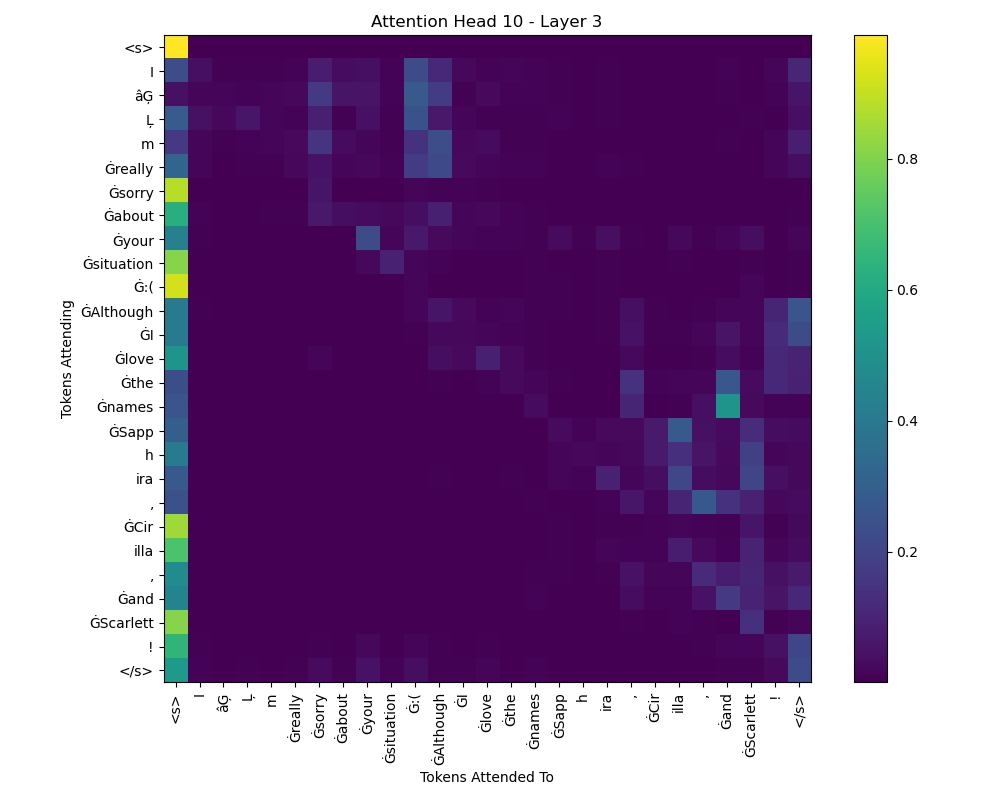 Attention Head 10 - Layer 3
<s>
I
âĢ
Ļ
m
Ġreally
Ġsorry
Ġabout
Ġyour
Ġsituation
Ġ:(
ĠAlthough
ĠI
Ġlove
Ġthe
Ġnames
ĠSapp
h
ira
,
ĠCir
illa
,
Ġand
ĠScarlett
!
</s>
Tokens Attending
<s>
I
âĢ
Ļ
m
Ġreally
Ġsorry
Ġabout
Ġyour
Ġsituation
Ġ:(
ĠAlthough
ĠI
Ġlove
Ġthe
Ġnames
ĠSapp
h
ira
,
ĠCir
illa
,
Ġand
ĠScarlett
!
</s>
Tokens Attended To
0.8
0.6
0.4
0.2